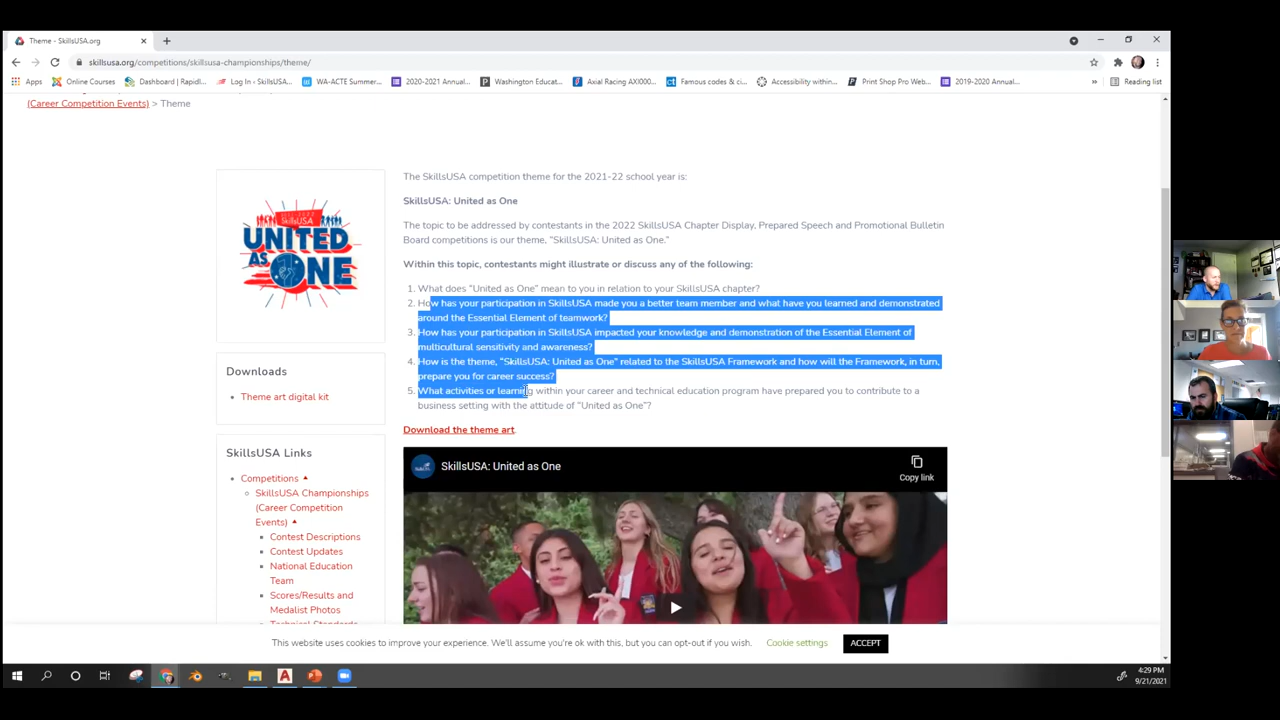 Theme - SkillsUSA.org
skillsusa.org/competitions/skillsusa-championships/theme/
Apps Online Courses Dashboard | Rapidl... Log In ‹ SkillsUSA... WA-ACTE Summer... 2020-2021 Annual... Washington Educat... Axial Racing AXI000... Famous codes & ci... Accessibility within... Print Shop Pro Web... 2019-2020 Annual... » Reading list
(Career Competition Events) > Theme
SkillsUSA
UNITED
AS ONE
The SkillsUSA competition theme for the 2021-22 school year is:
SkillsUSA: United as One
The topic to be addressed by contestants in the 2022 SkillsUSA Chapter Display, Prepared Speech and Promotional Bulletin
Board competitions is our theme, “SkillsUSA: United as One.”
Within this topic, contestants might illustrate or discuss any of the following:
1. What does “United as One” mean to you in relation to your SkillsUSA chapter?
2. How has your participation in SkillsUSA made you a better team member and what have you learned and demonstrated
around the Essential Element of teamwork?
3. How has your participation in SkillsUSA impacted your knowledge and demonstration of the Essential Element of
multicultural sensitivity and awareness?
4. How is the theme, “SkillsUSA: United as One” related to the SkillsUSA Framework and how will the Framework, in turn,
prepare you for career success?
5. What activities or learning within your career and technical education program have prepared you to contribute to a
business setting with the attitude of “United as One”?
Download the theme art.
Downloads
Theme art digital kit
SkillsUSA Links
Competitions
SkillsUSA Championships
(Career Competition
Events)
Contest Descriptions
Contest Updates
National Education
Team
Scores/Results and
Medalist Photos
Technical Standards
SkillsUSA: United as One
Copy link
This website uses cookies to improve your experience. We'll assume you're ok with this, but you can opt-out if you wish. Cookie settings ACCEPT
4:29 PM
9/21/2021